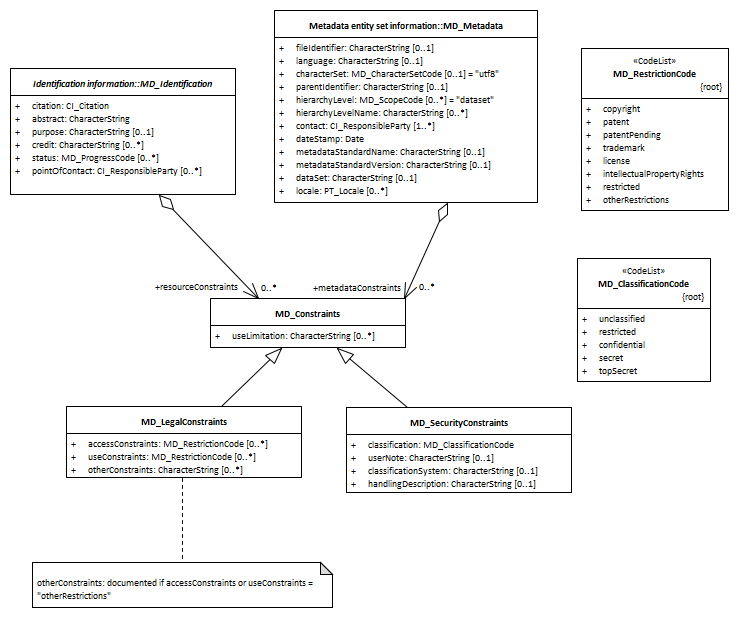 Metadata entity set information::MD_Metadata
+ fileIdentifier: CharacterString [0..1]
+ language: CharacterString [0..1]
+ characterSet: MD_CharacterSetCode [0..1] = "utf8"
+ parentIdentifier: CharacterString [0..1]
+ hierarchyLevel: MD_ScopeCode [0..*] = "dataset"
+ hierarchyLevelName: CharacterString [0..*]
+ contact: CI_ResponsibleParty [1..*]
+ dateStamp: Date
+ metadataStandardName: CharacterString [0..1]
+ metadataStandardVersion: CharacterString [0..1]
+ dataSet: CharacterString [0..1]
+ locale: PT_Locale [0..*]
Identification information::MD_Identification
+ citation: CI_Citation
+ abstract: CharacterString
+ purpose: CharacterString [0..1]
+ credit: CharacterString [0..*]
+ status: MD_ProgressCode [0..*]
+ pointOfContact: CI_ResponsibleParty [0..*]
«CodeList»
MD_RestrictionCode
{root}
+ copyright
+ patent
+ patentPending
+ trademark
+ license
+ intellectualPropertyRights
+ restricted
+ otherRestrictions
+resourceConstraints 0..*
+metadataConstraints 0..*
MD_Constraints
+ useLimitation: CharacterString [0..*]
«CodeList»
MD_ClassificationCode
{root}
+ unclassified
+ restricted
+ confidential
+ secret
+ topSecret
MD_LegalConstraints
+ accessConstraints: MD_RestrictionCode [0..*]
+ useConstraints: MD_RestrictionCode [0..*]
+ otherConstraints: CharacterString [0..*]
MD_SecurityConstraints
+ classification: MD_ClassificationCode
+ userNote: CharacterString [0..1]
+ classificationSystem: CharacterString [0..1]
+ handlingDescription: CharacterString [0..1]
otherConstraints: documented if accessConstraints or useConstraints =
"otherRestrictions"